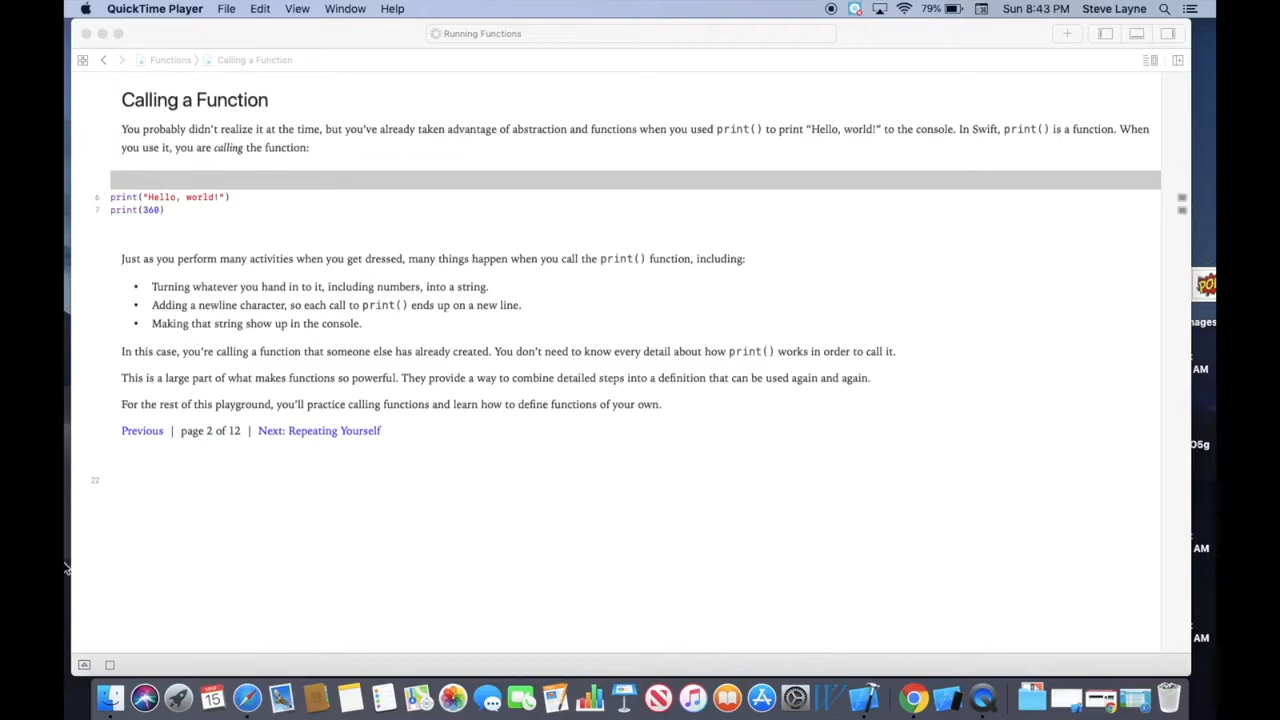 QuickTime Player File Edit View Window Help 79% Sun 8:43 PM Steve Layne
Running Functions
Functions Calling a Function
Calling a Function
You probably didn't realize it at the time, but you've already taken advantage of abstraction and functions when you used print() to print “Hello, world!” to the console. In Swift, print() is a function. When
you use it, you are calling the function:
6 print("Hello, world!")
7 print(360)
Just as you perform many activities when you get dressed, many things happen when you call the print() function, including:
• Turning whatever you hand in to it, including numbers, into a string.
• Adding a newline character, so each call to print() ends up on a new line.
• Making that string show up in the console.
In this case, you're calling a function that someone else has already created. You don't need to know every detail about how print() works in order to call it.
This is a large part of what makes functions so powerful. They provide a way to combine detailed steps into a definition that can be used again and again.
For the rest of this playground, you'll practice calling functions and learn how to define functions of your own.
Previous | page 2 of 12 | Next: Repeating Yourself
22
nages
AM
O5g
AM
AM
MAR
15